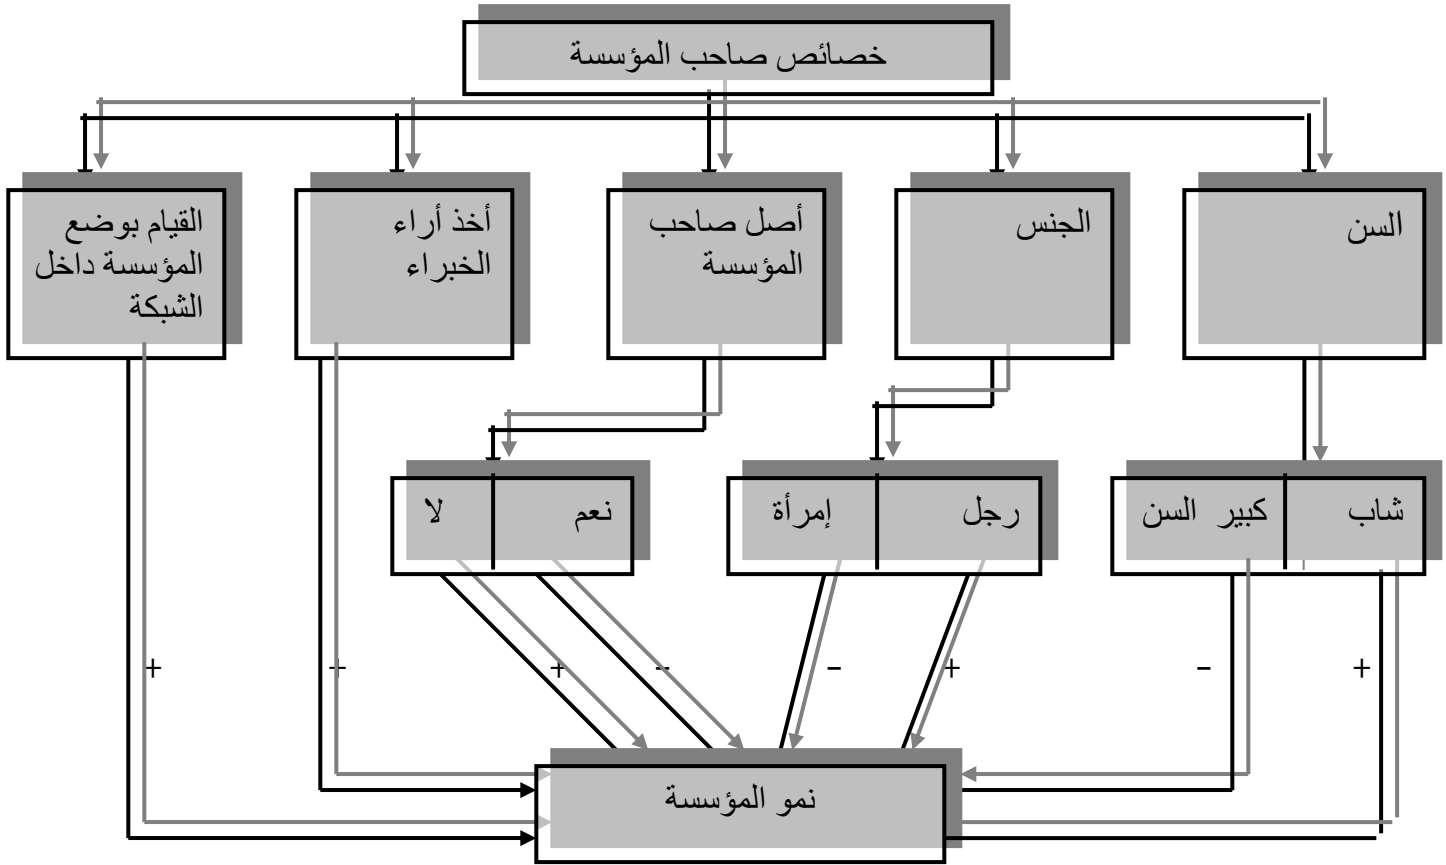 خصائص صاحب المؤسسة
السن
الجنس
أصل صاحب
المؤسسة
أخذ أراء
الخبراء
القيام بوضع
المؤسسة داخل
الشبكة
شاب
كبير السن
رجل
إمرأة
نعم
لا
+
-
+
-
-
+
+
+
نمو المؤسسة